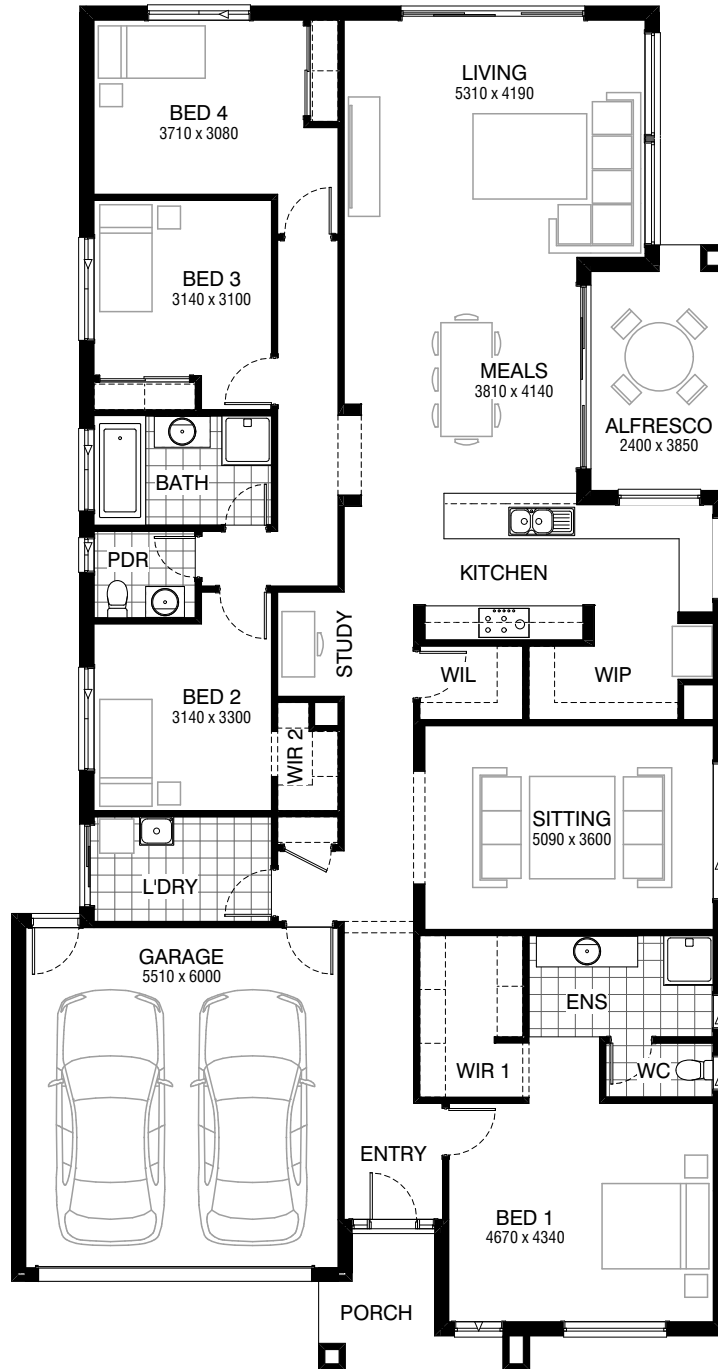 LIVING
5310 x 4190
BED 4
3710 x 3080
BED 3
3140 x 3100
MEALS
3810 x 4140
ALFRESCO
2400 x 3850
BATH
PDR
KITCHEN
STUDY
WIL
WIP
BED 2
3140 x 3300
WIR 2
SITTING
5090 x 3600
L'DRY
GARAGE
5510 x 6000
ENS
WIR 1
WC
ENTRY
BED 1
4670 x 4340
PORCH